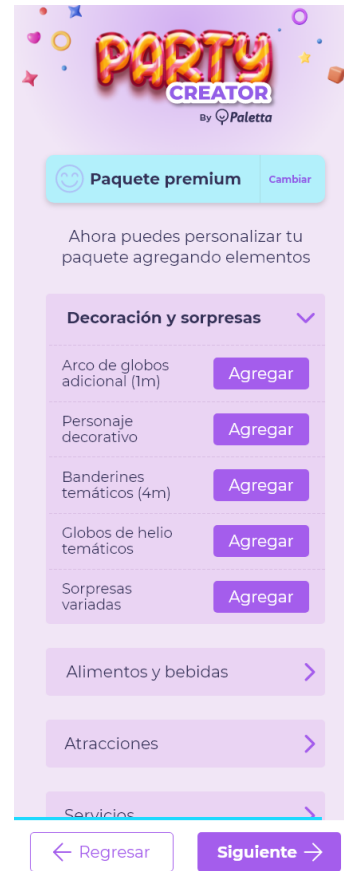 PARTY
CREATOR
BY Paletta
Paquete premium
Cambiar
Ahora puedes personalizar tu
paquete agregando elementos
Decoración y sorpresas
Arco de globos
adicional (1m)
Agregar
Personaje
decorativo
Agregar
Banderines
temáticos (4m)
Agregar
Globos de helio
temáticos
Agregar
Sorpresas
variadas
Agregar
Alimentos y bebidas
Atracciones
Servicios
Regresar
Siguiente